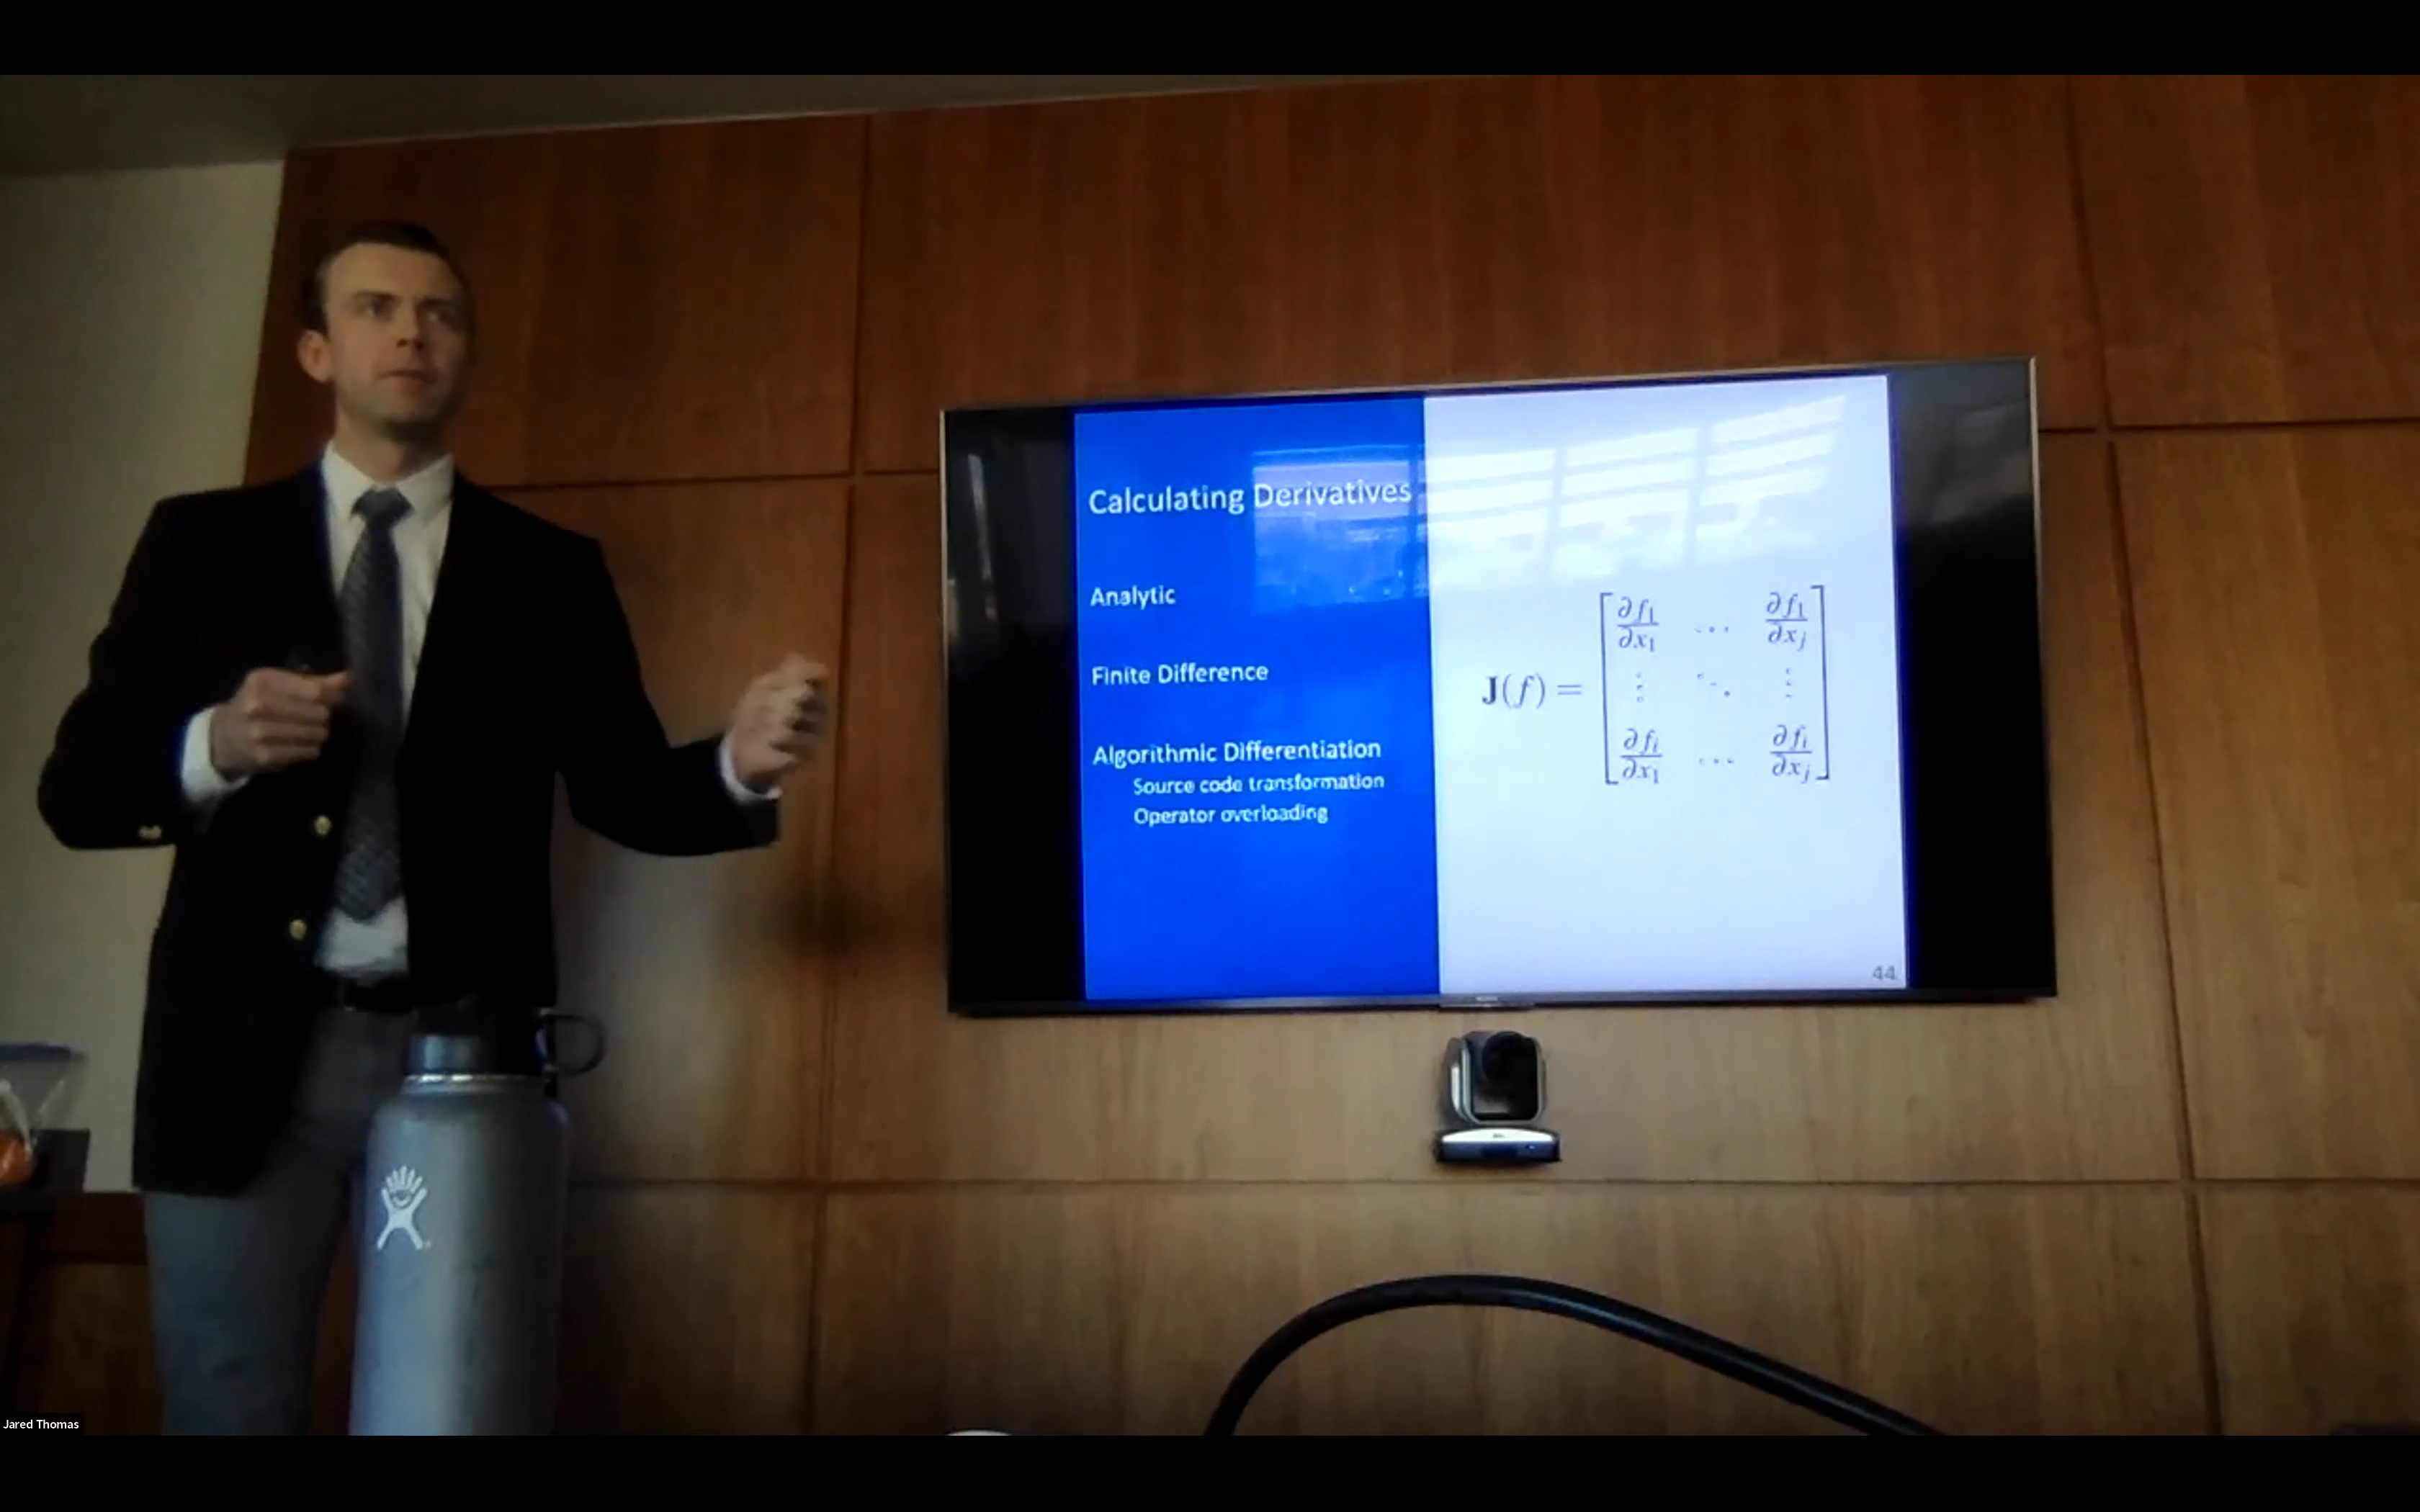 Calculating Derivatives
Analytic
Finite Difference
Algorithmic Differentiation
Source code transformation
Operator overloading
J(f) = [ ∂f₁/∂x₁ … ∂f₁/∂xⱼ
⋮ ⋱ ⋮
∂fᵢ/∂x₁ … ∂fᵢ/∂xⱼ ]
44
Jared Thomas